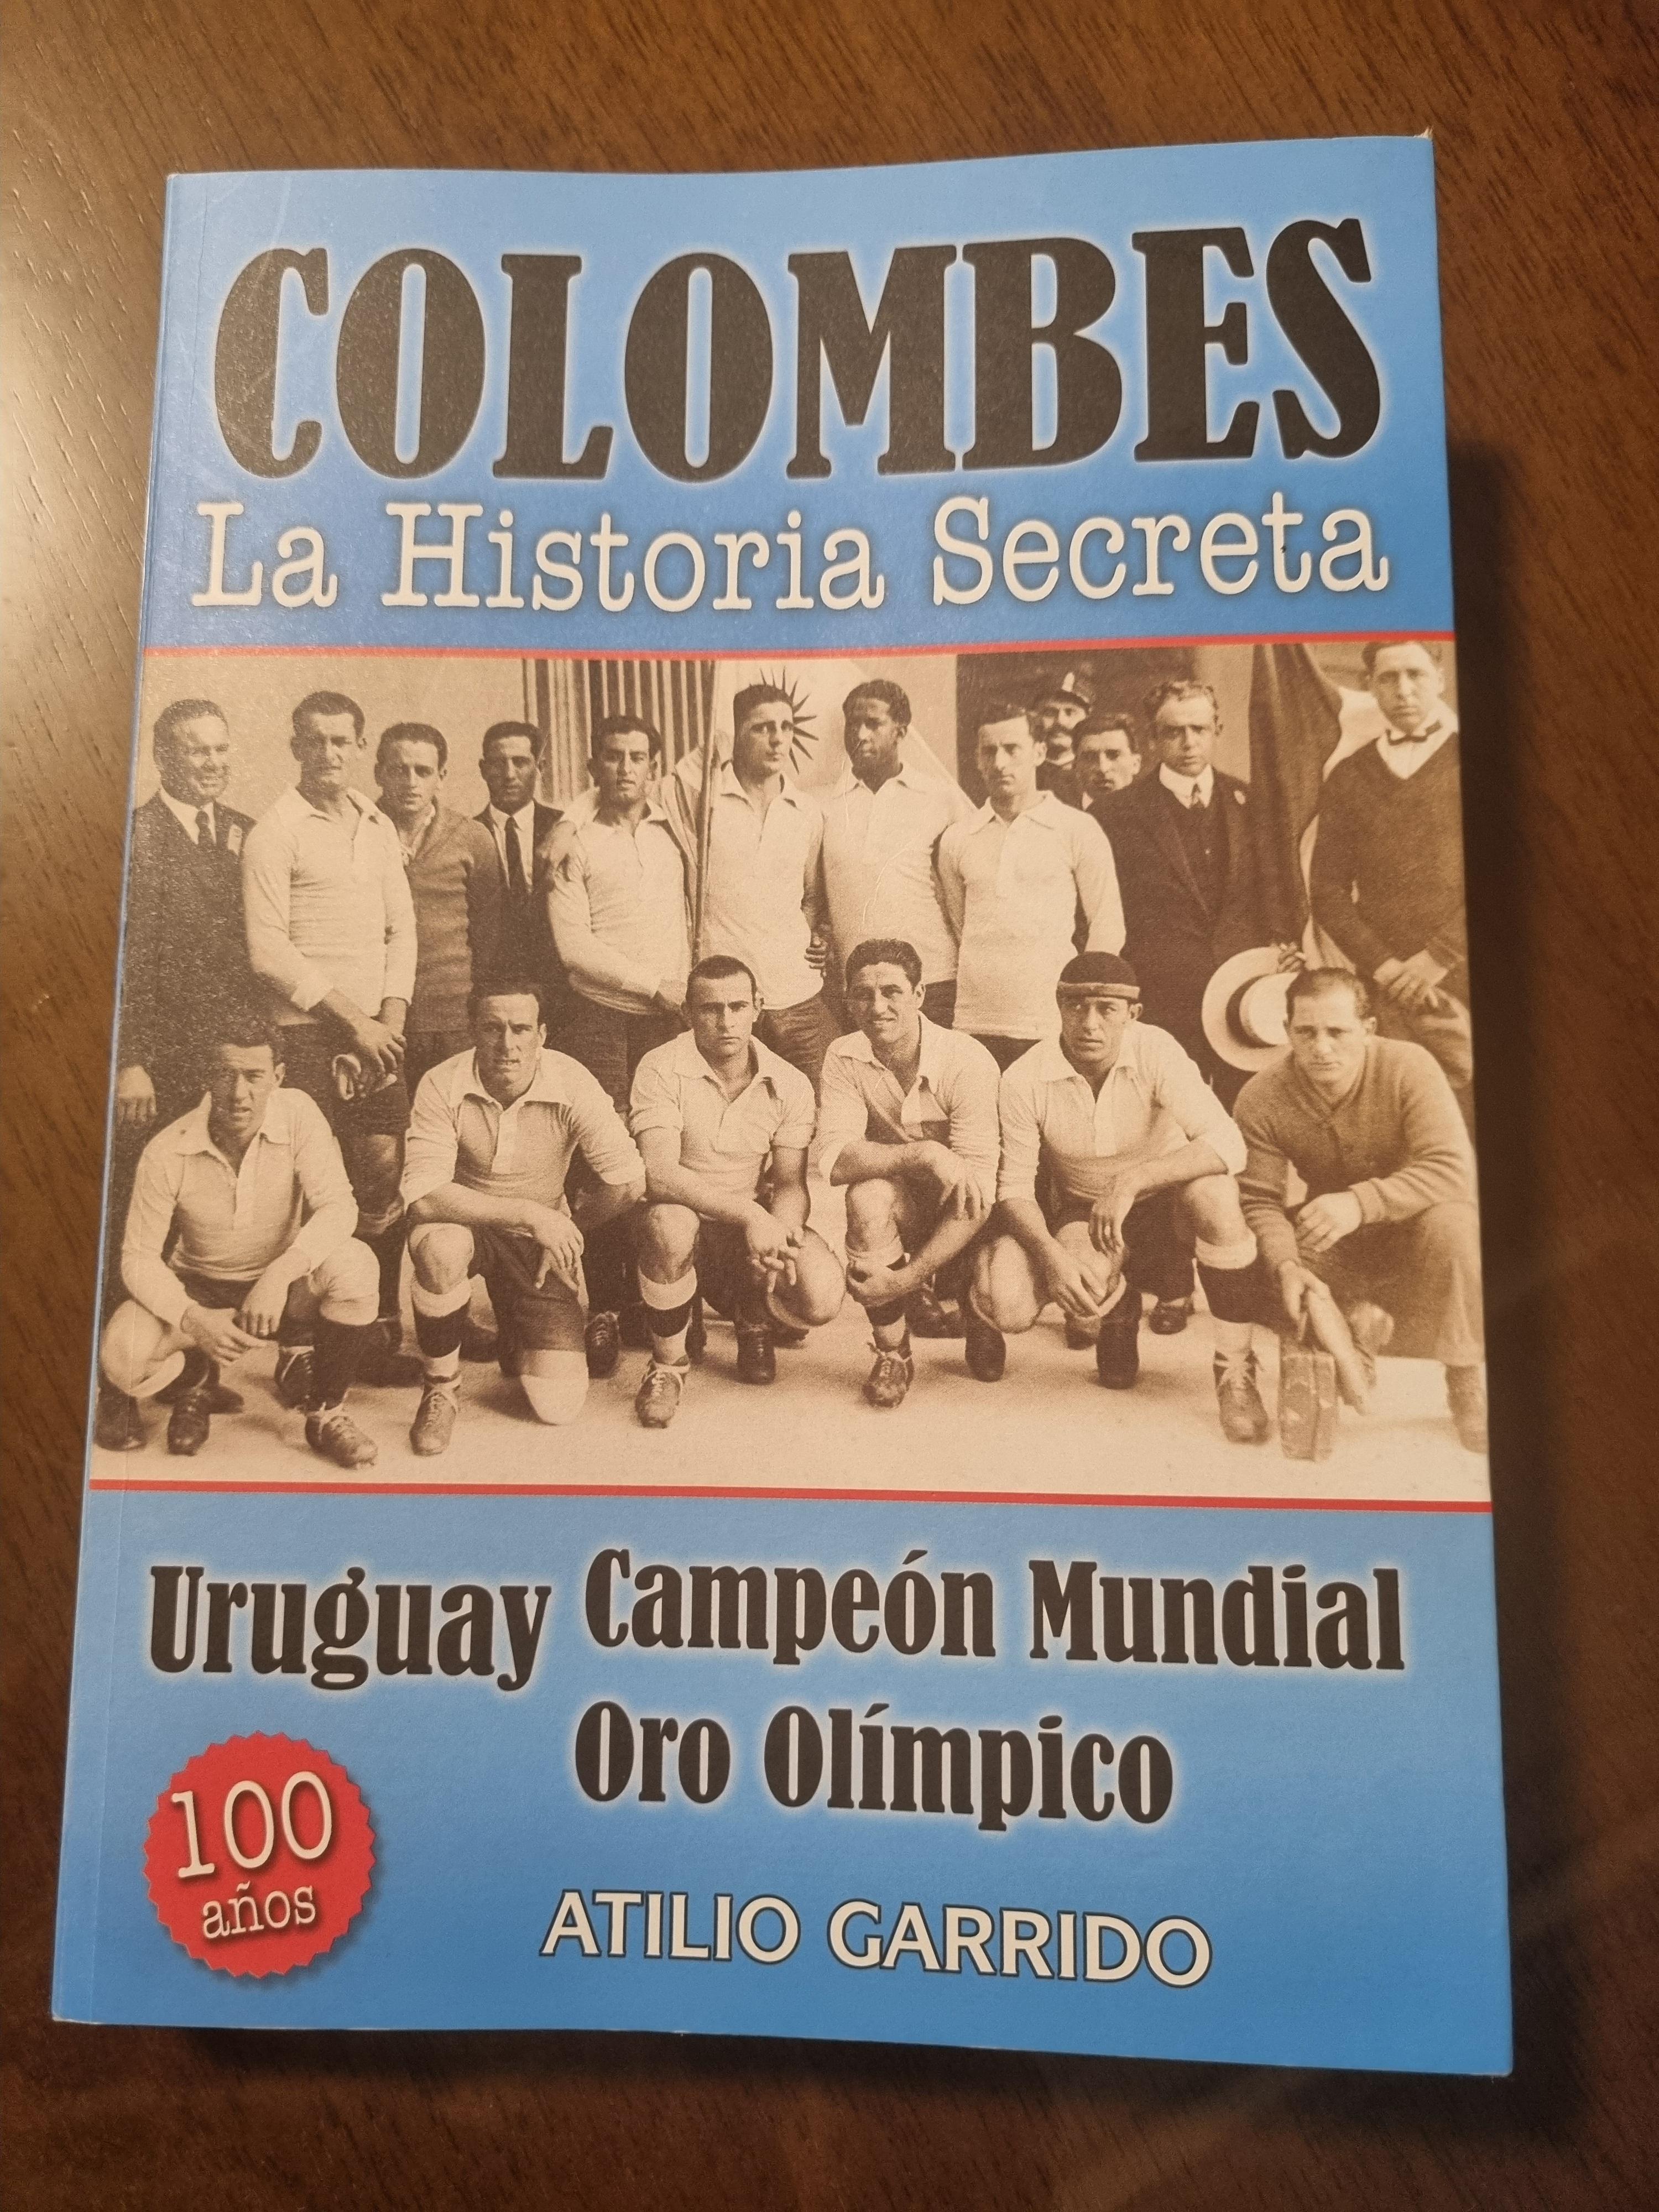 COLOMBES
La Historia Secreta
Uruguay Campeón Mundial
Oro Olímpico
100
años
ATILIO GARRIDO